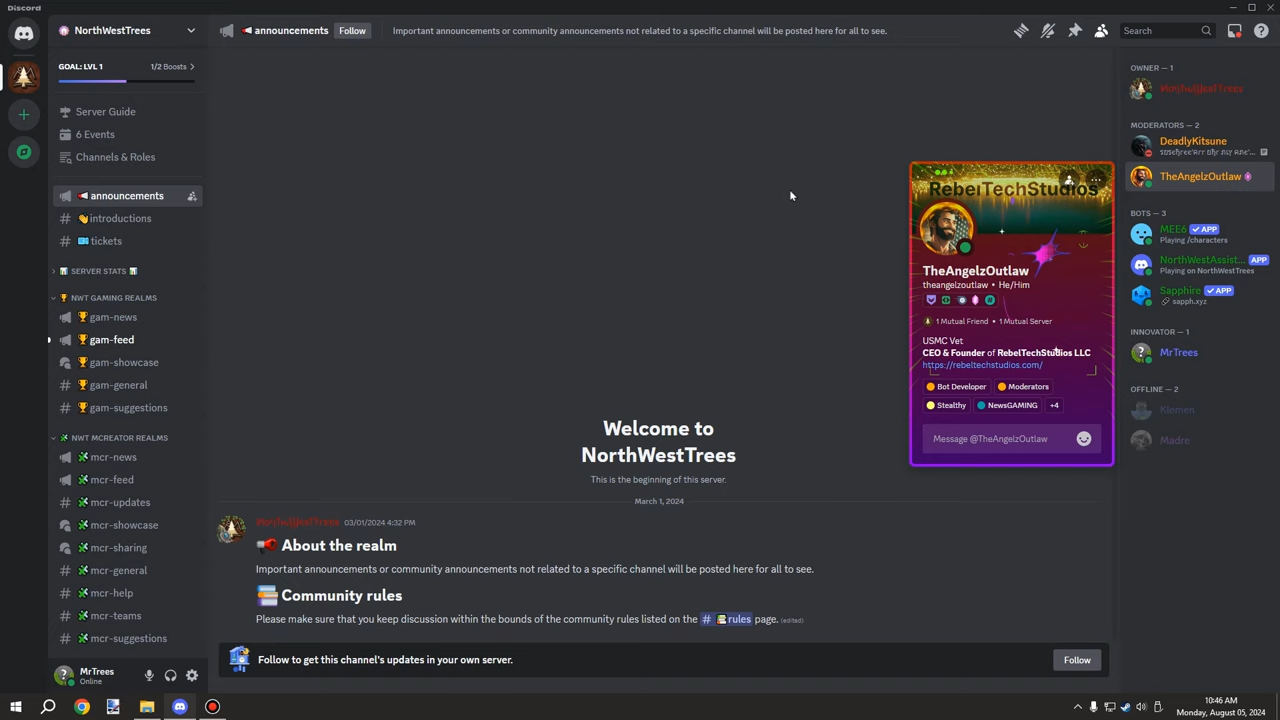 Discord
NorthWestTrees
announcements
Follow
Important announcements or community announcements not related to a specific channel will be posted here for all to see.
Search
GOAL: LVL 1
1/2 Boosts
Server Guide
6 Events
Channels & Roles
announcements
introductions
tickets
SERVER STATS
NWT GAMING REALMS
gam-news
gam-feed
gam-showcase
gam-general
gam-suggestions
NWT MCREATOR REALMS
mcr-news
mcr-feed
mcr-updates
mcr-showcase
mcr-sharing
mcr-general
mcr-help
mcr-teams
mcr-suggestions
MrTrees
Online
Welcome to
NorthWestTrees
This is the beginning of this server.
March 1, 2024
03/01/2024 4:32 PM
About the realm
Important announcements or community announcements not related to a specific channel will be posted here for all to see.
Community rules
Please make sure that you keep discussion within the bounds of the community rules listed on the # rules page. (edited)
Follow to get this channel's updates in your own server.
Follow
RebelTechStudios
TheAngelzOutlaw
theangelzoutlaw • He/Him
1 Mutual Friend • 1 Mutual Server
USMC Vet
CEO & Founder of RebelTechStudios LLC
https://rebeltechstudios.com/
Bot Developer
Moderators
Stealthy
NewsGAMING
+4
Message @TheAngelzOutlaw
OWNER — 1
MODERATORS — 2
DeadlyKitsune
TheAngelzOutlaw
BOTS — 3
MEE6 APP
Playing /characters
NorthWestAssist... APP
Playing on NorthWestTrees
Sapphire APP
sapph.xyz
INNOVATOR — 1
MrTrees
OFFLINE — 2
Klemen
Madre
10:46 AM
Monday, August 05, 2024